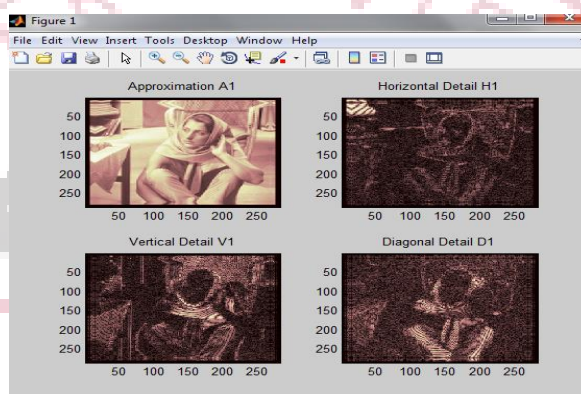 Figure 1
File Edit View Insert Tools Desktop Window Help
Approximation A1
Horizontal Detail H1
50
100
150
200
250
50 100 150 200 250
50
100
150
200
250
50 100 150 200 250
Vertical Detail V1
Diagonal Detail D1
50
100
150
200
250
50 100 150 200 250
50
100
150
200
250
50 100 150 200 250